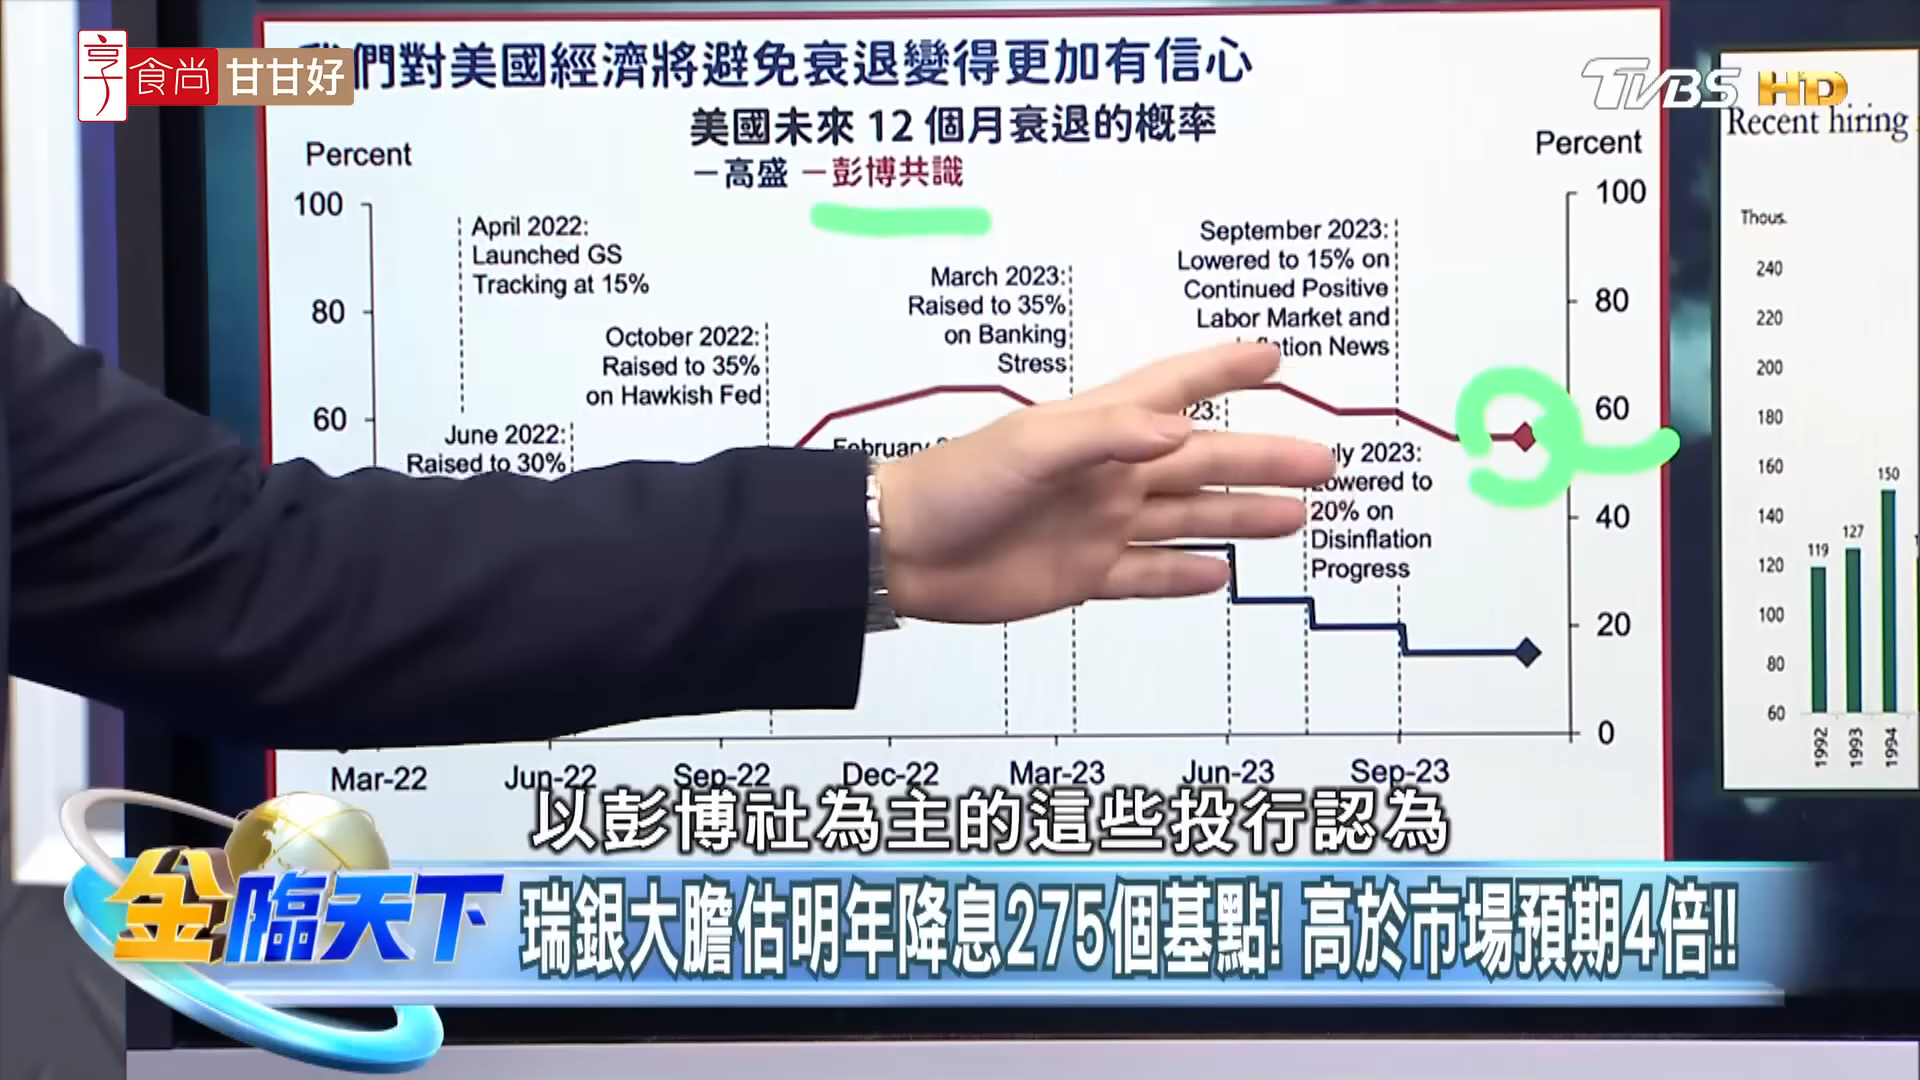 享
食尚
甘甘好
們對美國經濟將避免衰退變得更加有信心
TVBS HD
美國未來 12 個月衰退的概率
一高盛 一彭博共識
Percent
Percent
100
80
60
April 2022:
Launched GS
Tracking at 15%
June 2022:
Raised to 30%
October 2022:
Raised to 35%
on Hawkish Fed
March 2023:
Raised to 35%
on Banking
Stress
September 2023:
Lowered to 15% on
Continued Positive
Labor Market and
News
July 2023:
Lowered to
20% on
Disinflation
Progress
100
80
60
40
20
0
Mar-22
Jun-22
Sep-22
Dec-22
Mar-23
Jun-23
Sep-23
Recent hiring
Thous.
240
220
200
180
160
140
120
100
80
60
119
127
150
1992
1993
1994
以彭博社為主的這些投行認為
金臨天下
瑞銀大膽估明年降息275個基點! 高於市場預期4倍!!